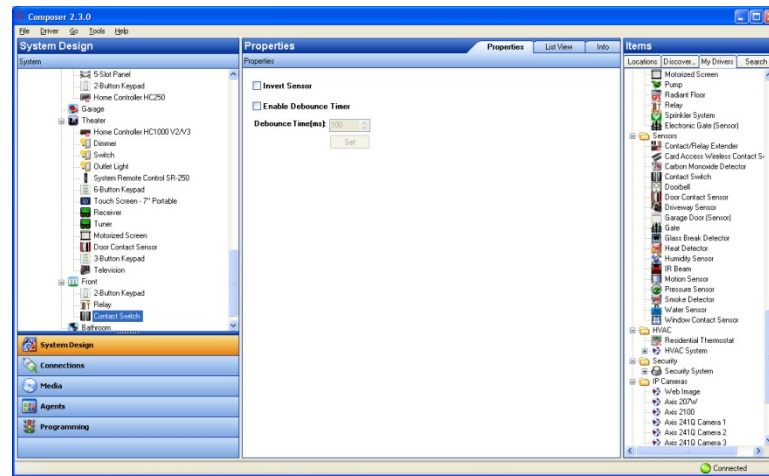 Composer 2.3.0
File Driver Go Tools Help
System Design
System
5-Slot Panel
2-Button Keypad
Home Controller HC250
Garage
Theater
Home Controller HC1000 V2/V3
Dimmer
Switch
Outlet Light
System Remote Control SR-250
6-Button Keypad
Touch Screen - 7" Portable
Receiver
Tuner
Motorized Screen
Door Contact Sensor
3-Button Keypad
Television
Front
2-Button Keypad
Relay
Contact Switch
Bathroom
System Design
Connections
Media
Agents
Programming
Properties
Properties List View Info
Properties
Invert Sensor
Enable Debounce Timer
Debounce Time(ms): 100
Set
Items
Locations Discover... My Drivers Search
Motorized Screen
Pump
Radiant Floor
Relay
Sprinkler System
Electronic Gate (Sensor)
Sensors
Contact/Relay Extender
Card Access Wireless Contact S
Carbon Monoxide Detector
Contact Switch
Doorbell
Door Contact Sensor
Driveway Sensor
Garage Door (Sensor)
Gate
Glass Break Detector
Heat Detector
Humidity Sensor
IR Beam
Motion Sensor
Pressure Sensor
Smoke Detector
Water Sensor
Window Contact Sensor
HVAC
Residential Thermostat
HVAC System
Security
Security System
IP Cameras
Web Image
Axis 207W
Axis 2100
Axis 241Q Camera 1
Axis 241Q Camera 2
Axis 241Q Camera 3
Connected